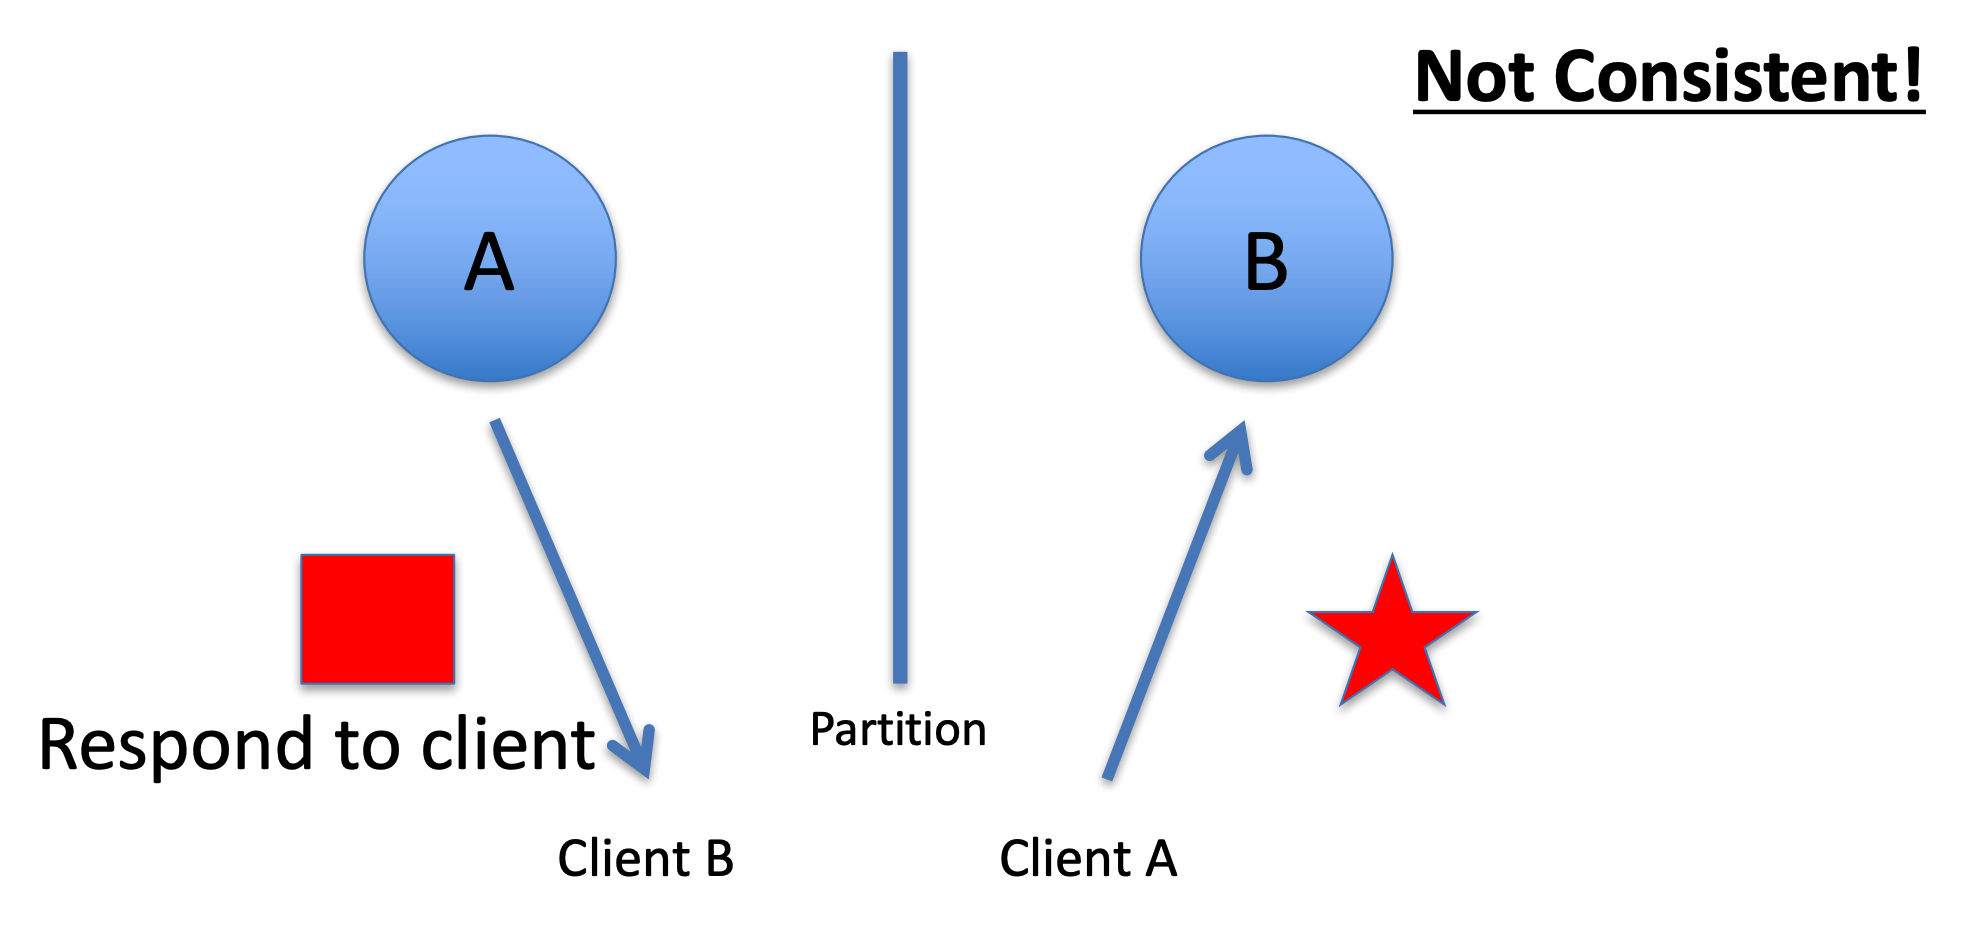 Not Consistent!
A
B
Respond to client
Partition
Client B
Client A